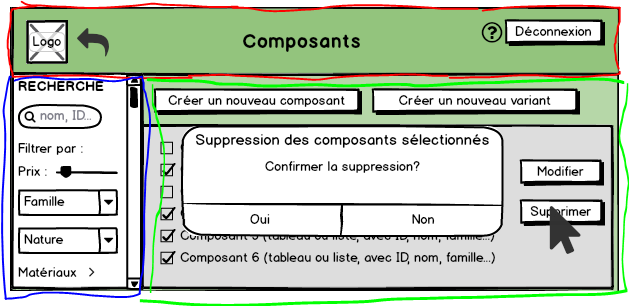 Logo
Composants
?
Déconnexion
RECHERCHE
nom, ID...
Filtrer par :
Prix :
Famille
Nature
Matériaux >
Créer un nouveau composant
Créer un nouveau variant
Suppression des composants sélectionnés
Confirmer la suppression?
Oui
Non
Modifier
Supprimer
Composant 5 (tableau ou liste, avec ID, nom, famille...)
Composant 6 (tableau ou liste, avec ID, nom, famille...)